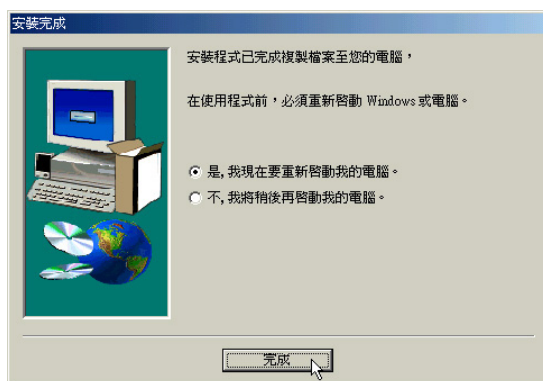 安裝完成
安裝程式已完成複製檔案至您的電腦，
在使用程式前，必須重新啓動 Windows 或電腦。
是,我現在要重新啓動我的電腦。
不,我將稍後再啓動我的電腦。
完成